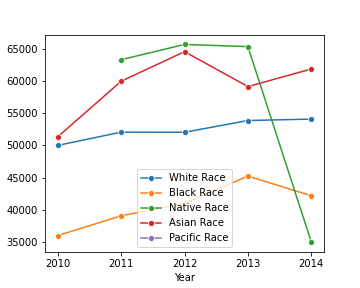 65000
60000
55000
50000
45000
40000
35000
White Race
Black Race
Native Race
Asian Race
Pacific Race
2010 2011 2012 2013 2014
Year